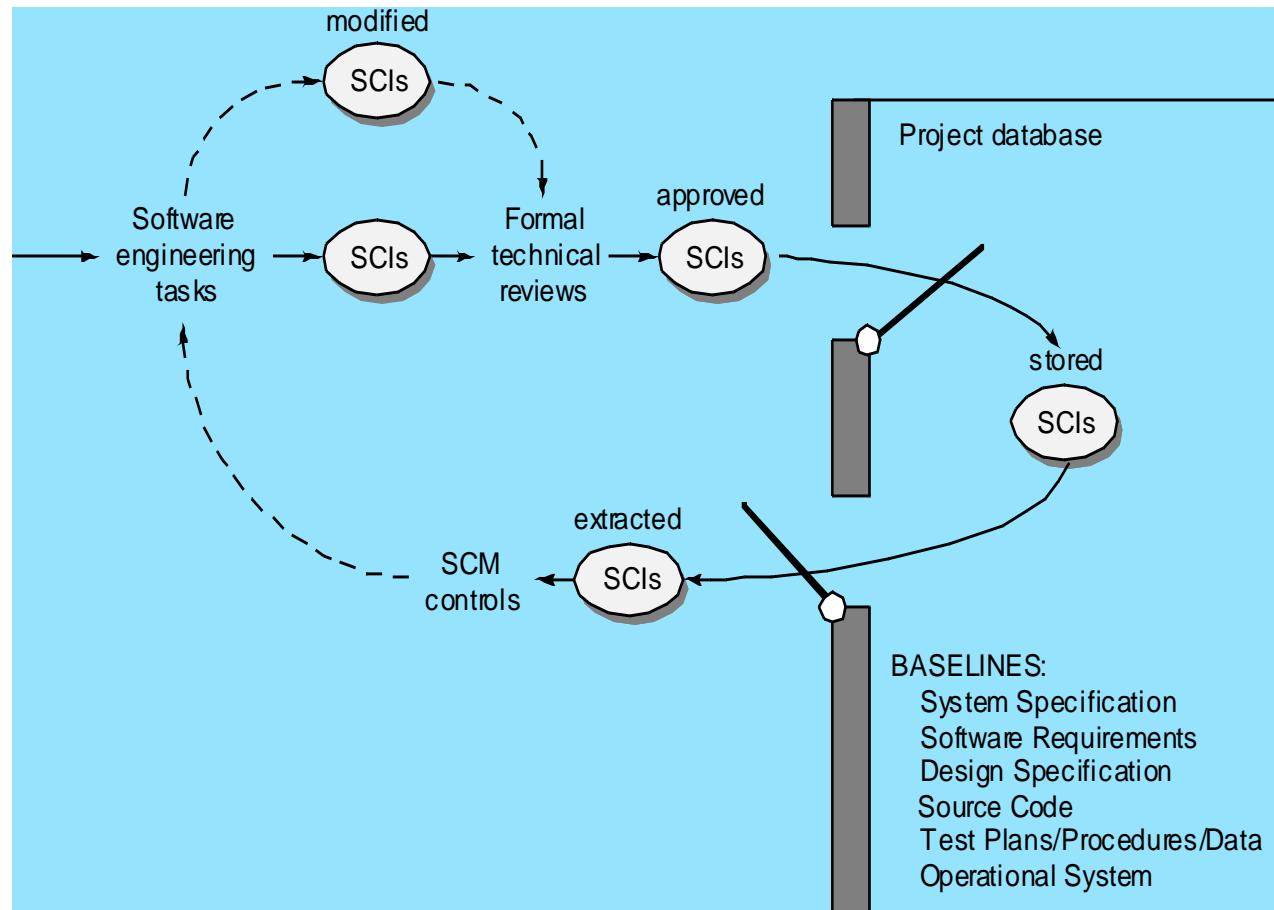 modified
SCIs
Project database
Software
engineering
tasks
SCIs
Formal
technical
reviews
approved
SCIs
stored
SCIs
extracted
SCIs
SCM
controls
BASELINES:
System Specification
Software Requirements
Design Specification
Source Code
Test Plans/Procedures/Data
Operational System